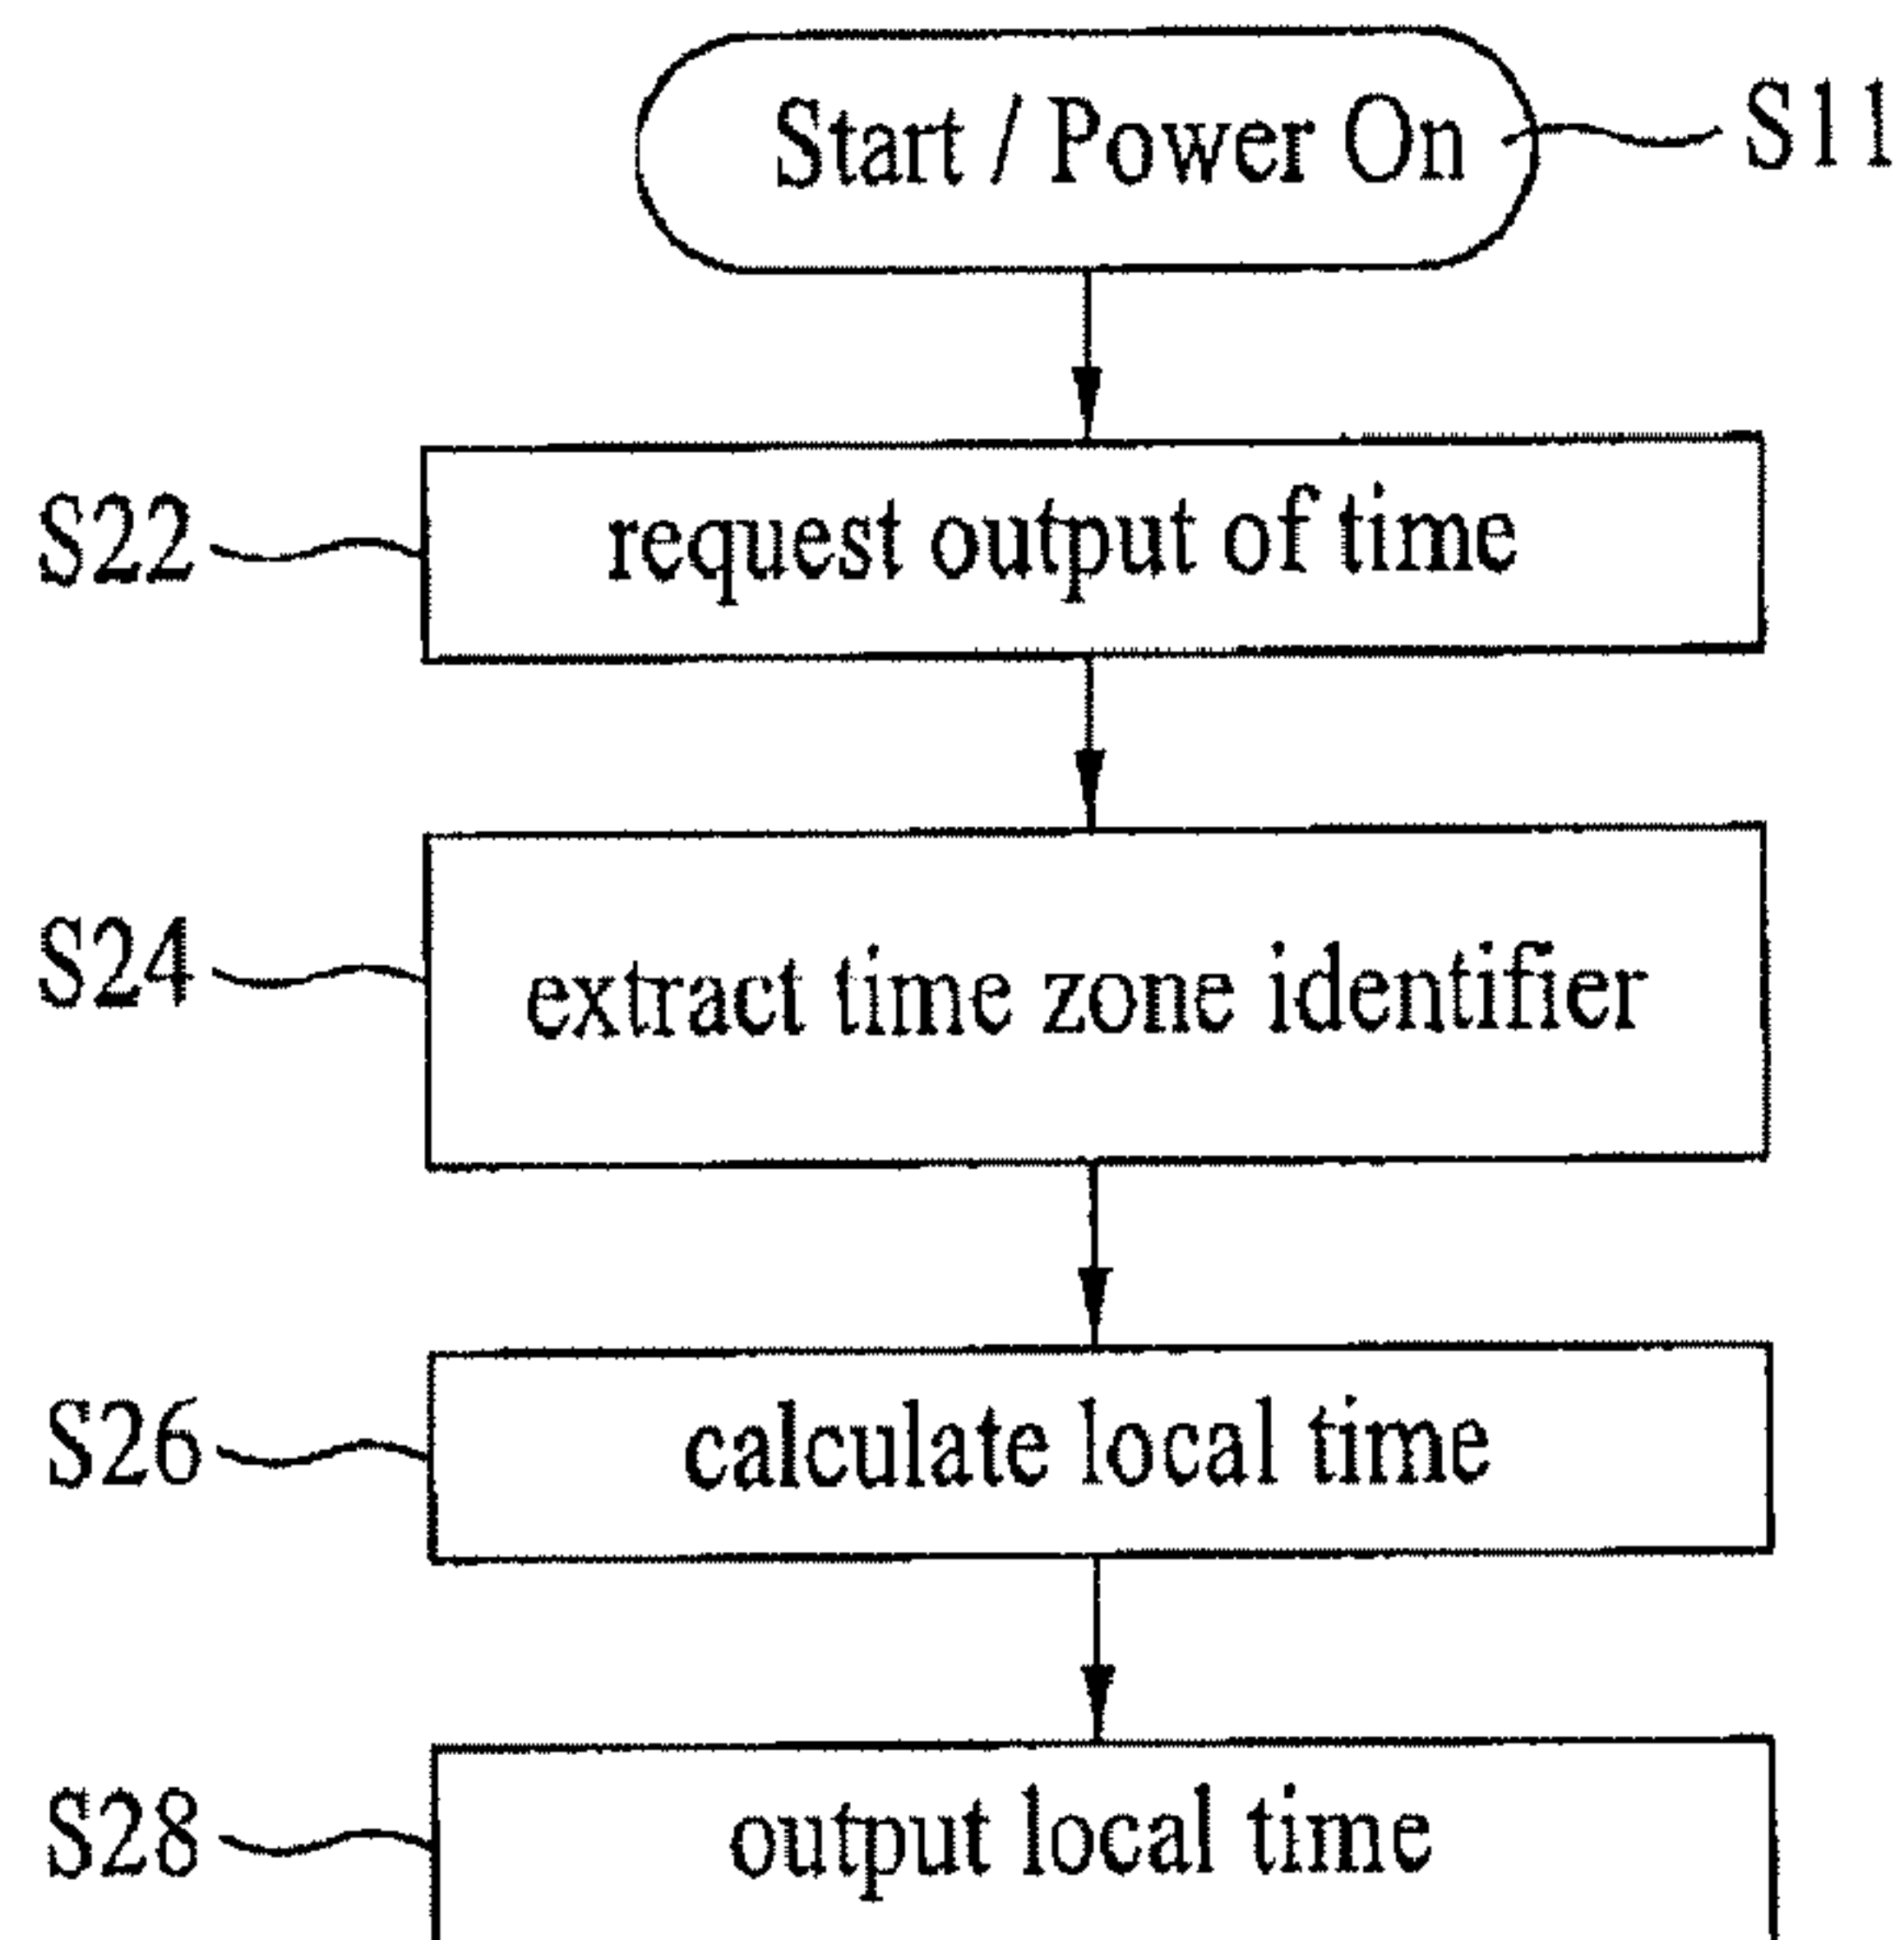 Start / Power On S11
S22 request output of time
S24 extract time zone identifier
S26 calculate local time
S28 output local time